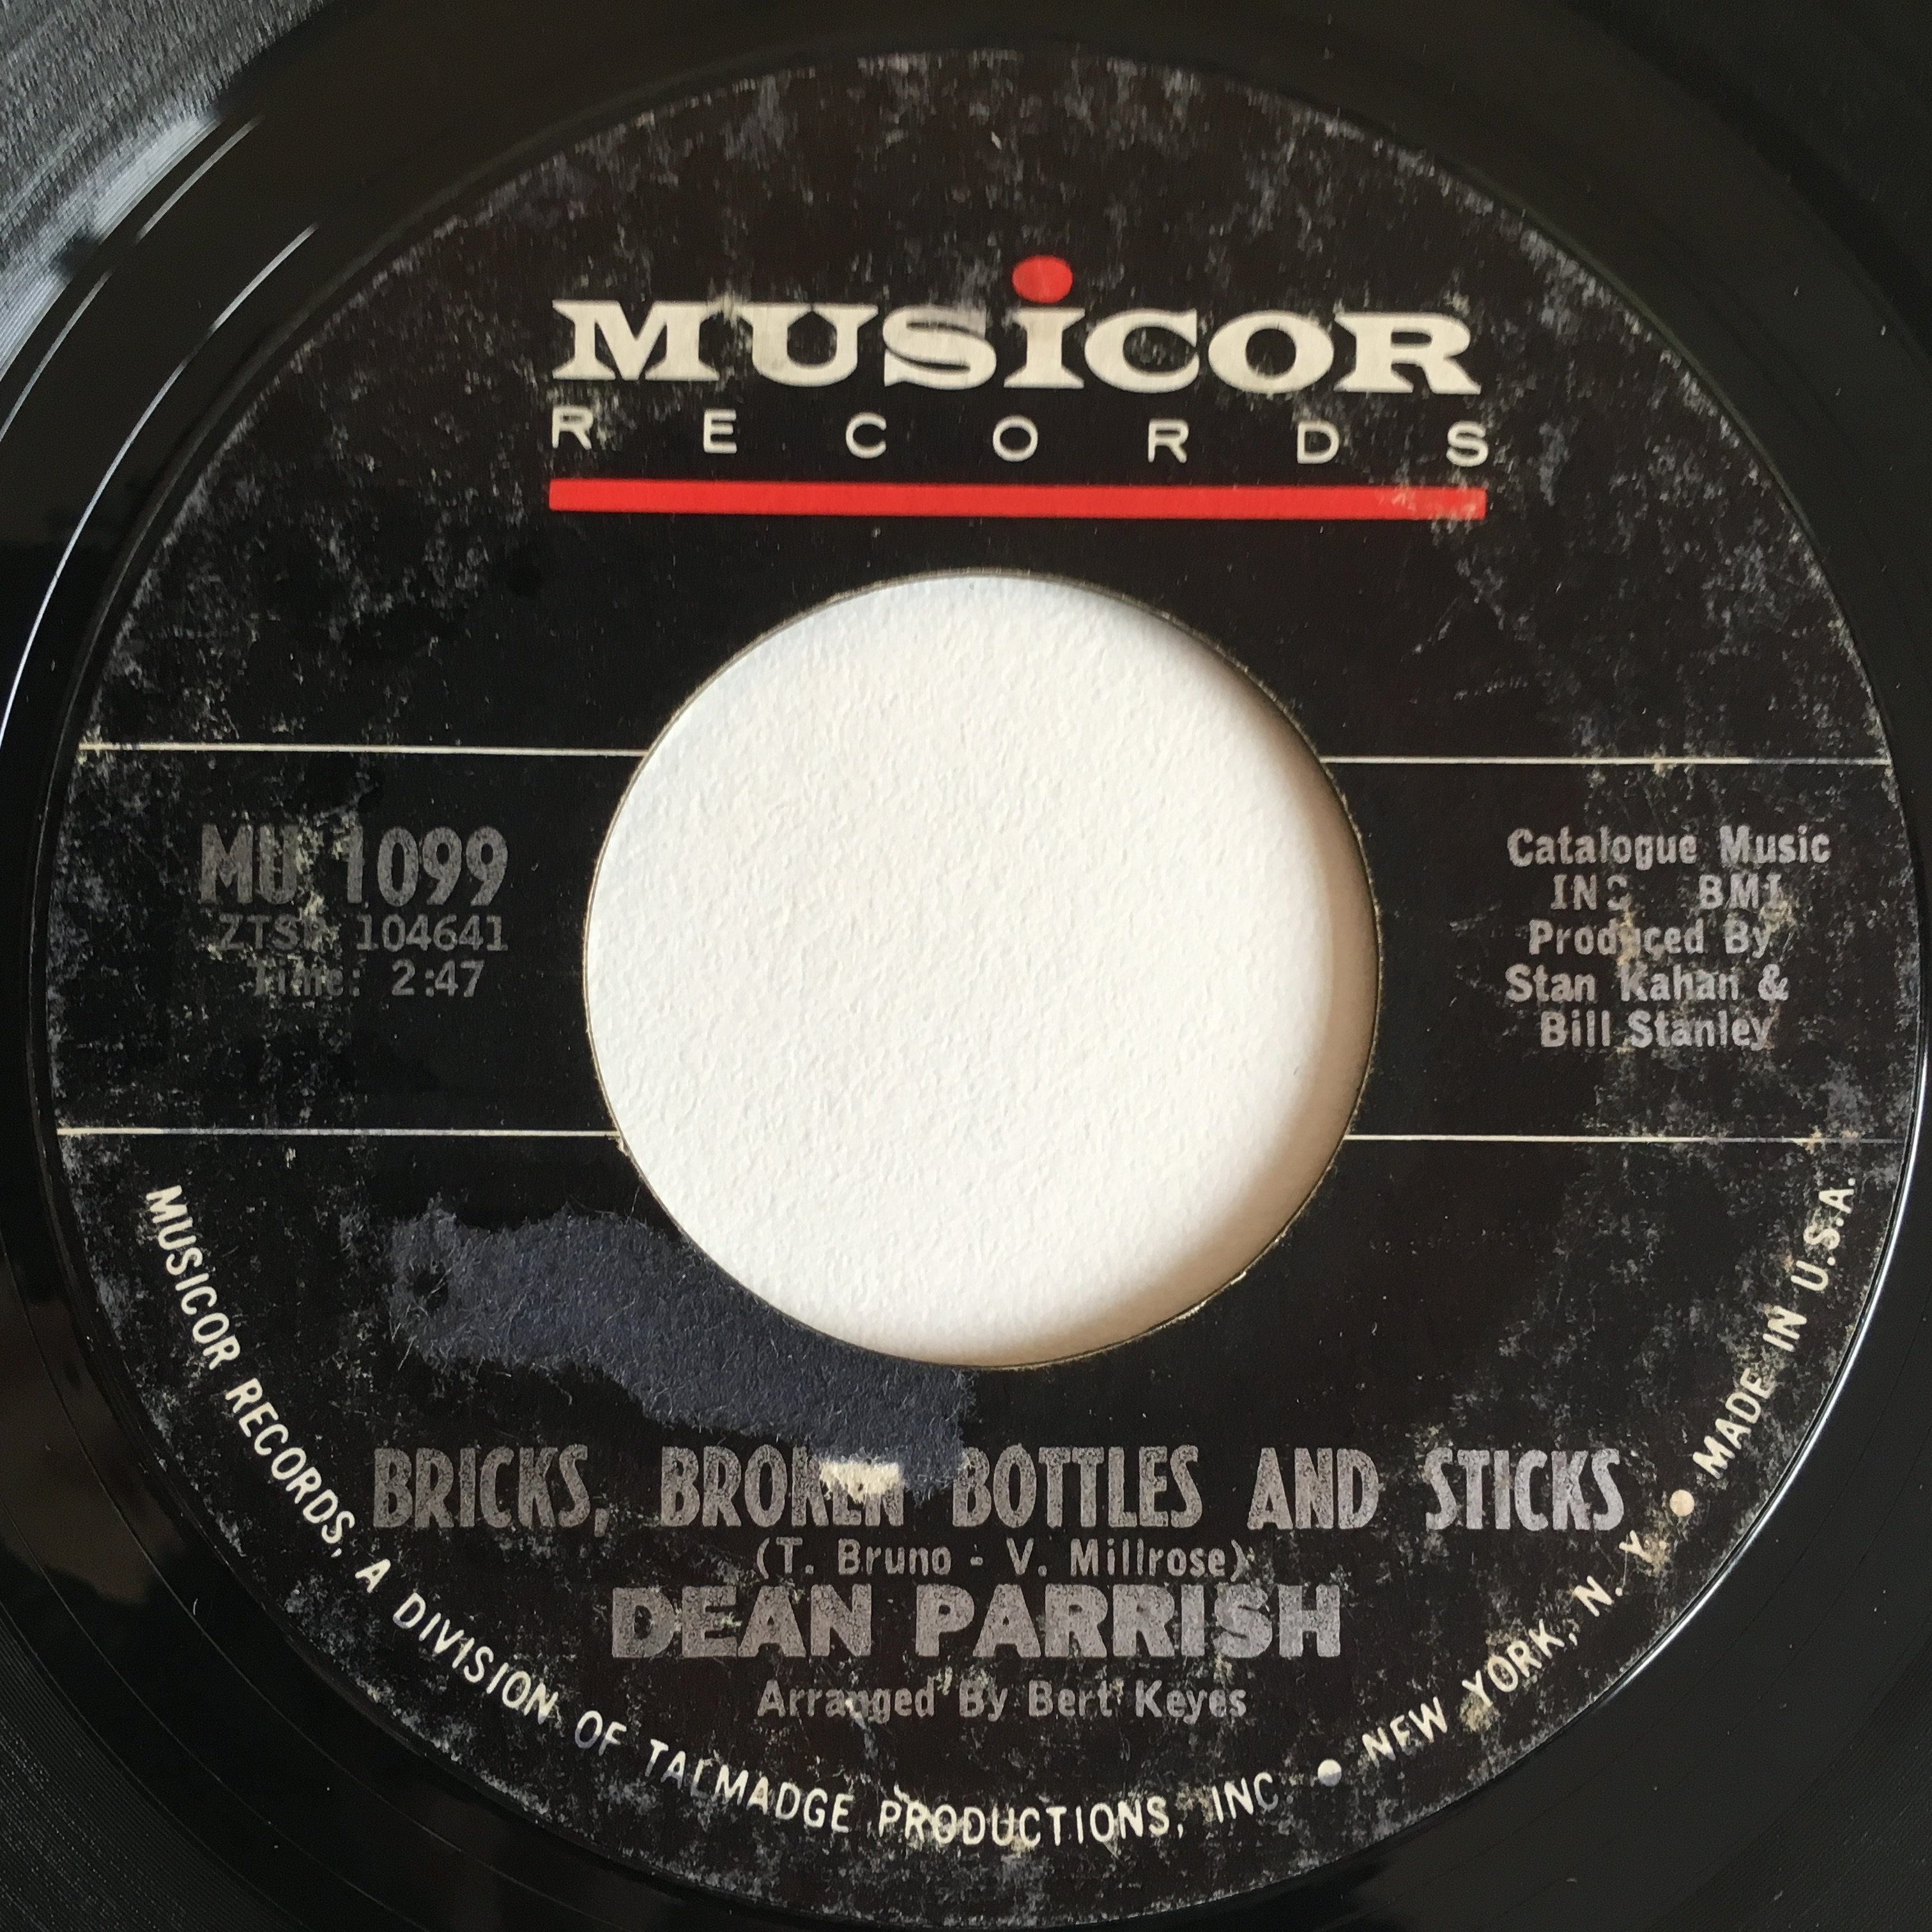 MUSiCOR
RECORDS
MU 1099
ZTSP 104641
Time: 2:47
Catalogue Music
INC BMI
Produced By
Stan Kahan &
Bill Stanley
BRICKS, BROKEN BOTTLES AND STICKS
(T. Bruno - V. Millrose)
DEAN PARRISH
Arranged By Bert Keyes
MUSICOR RECORDS, A DIVISION OF TALMADGE PRODUCTIONS, INC. • NEW YORK, N. Y. • MADE IN U.S.A.